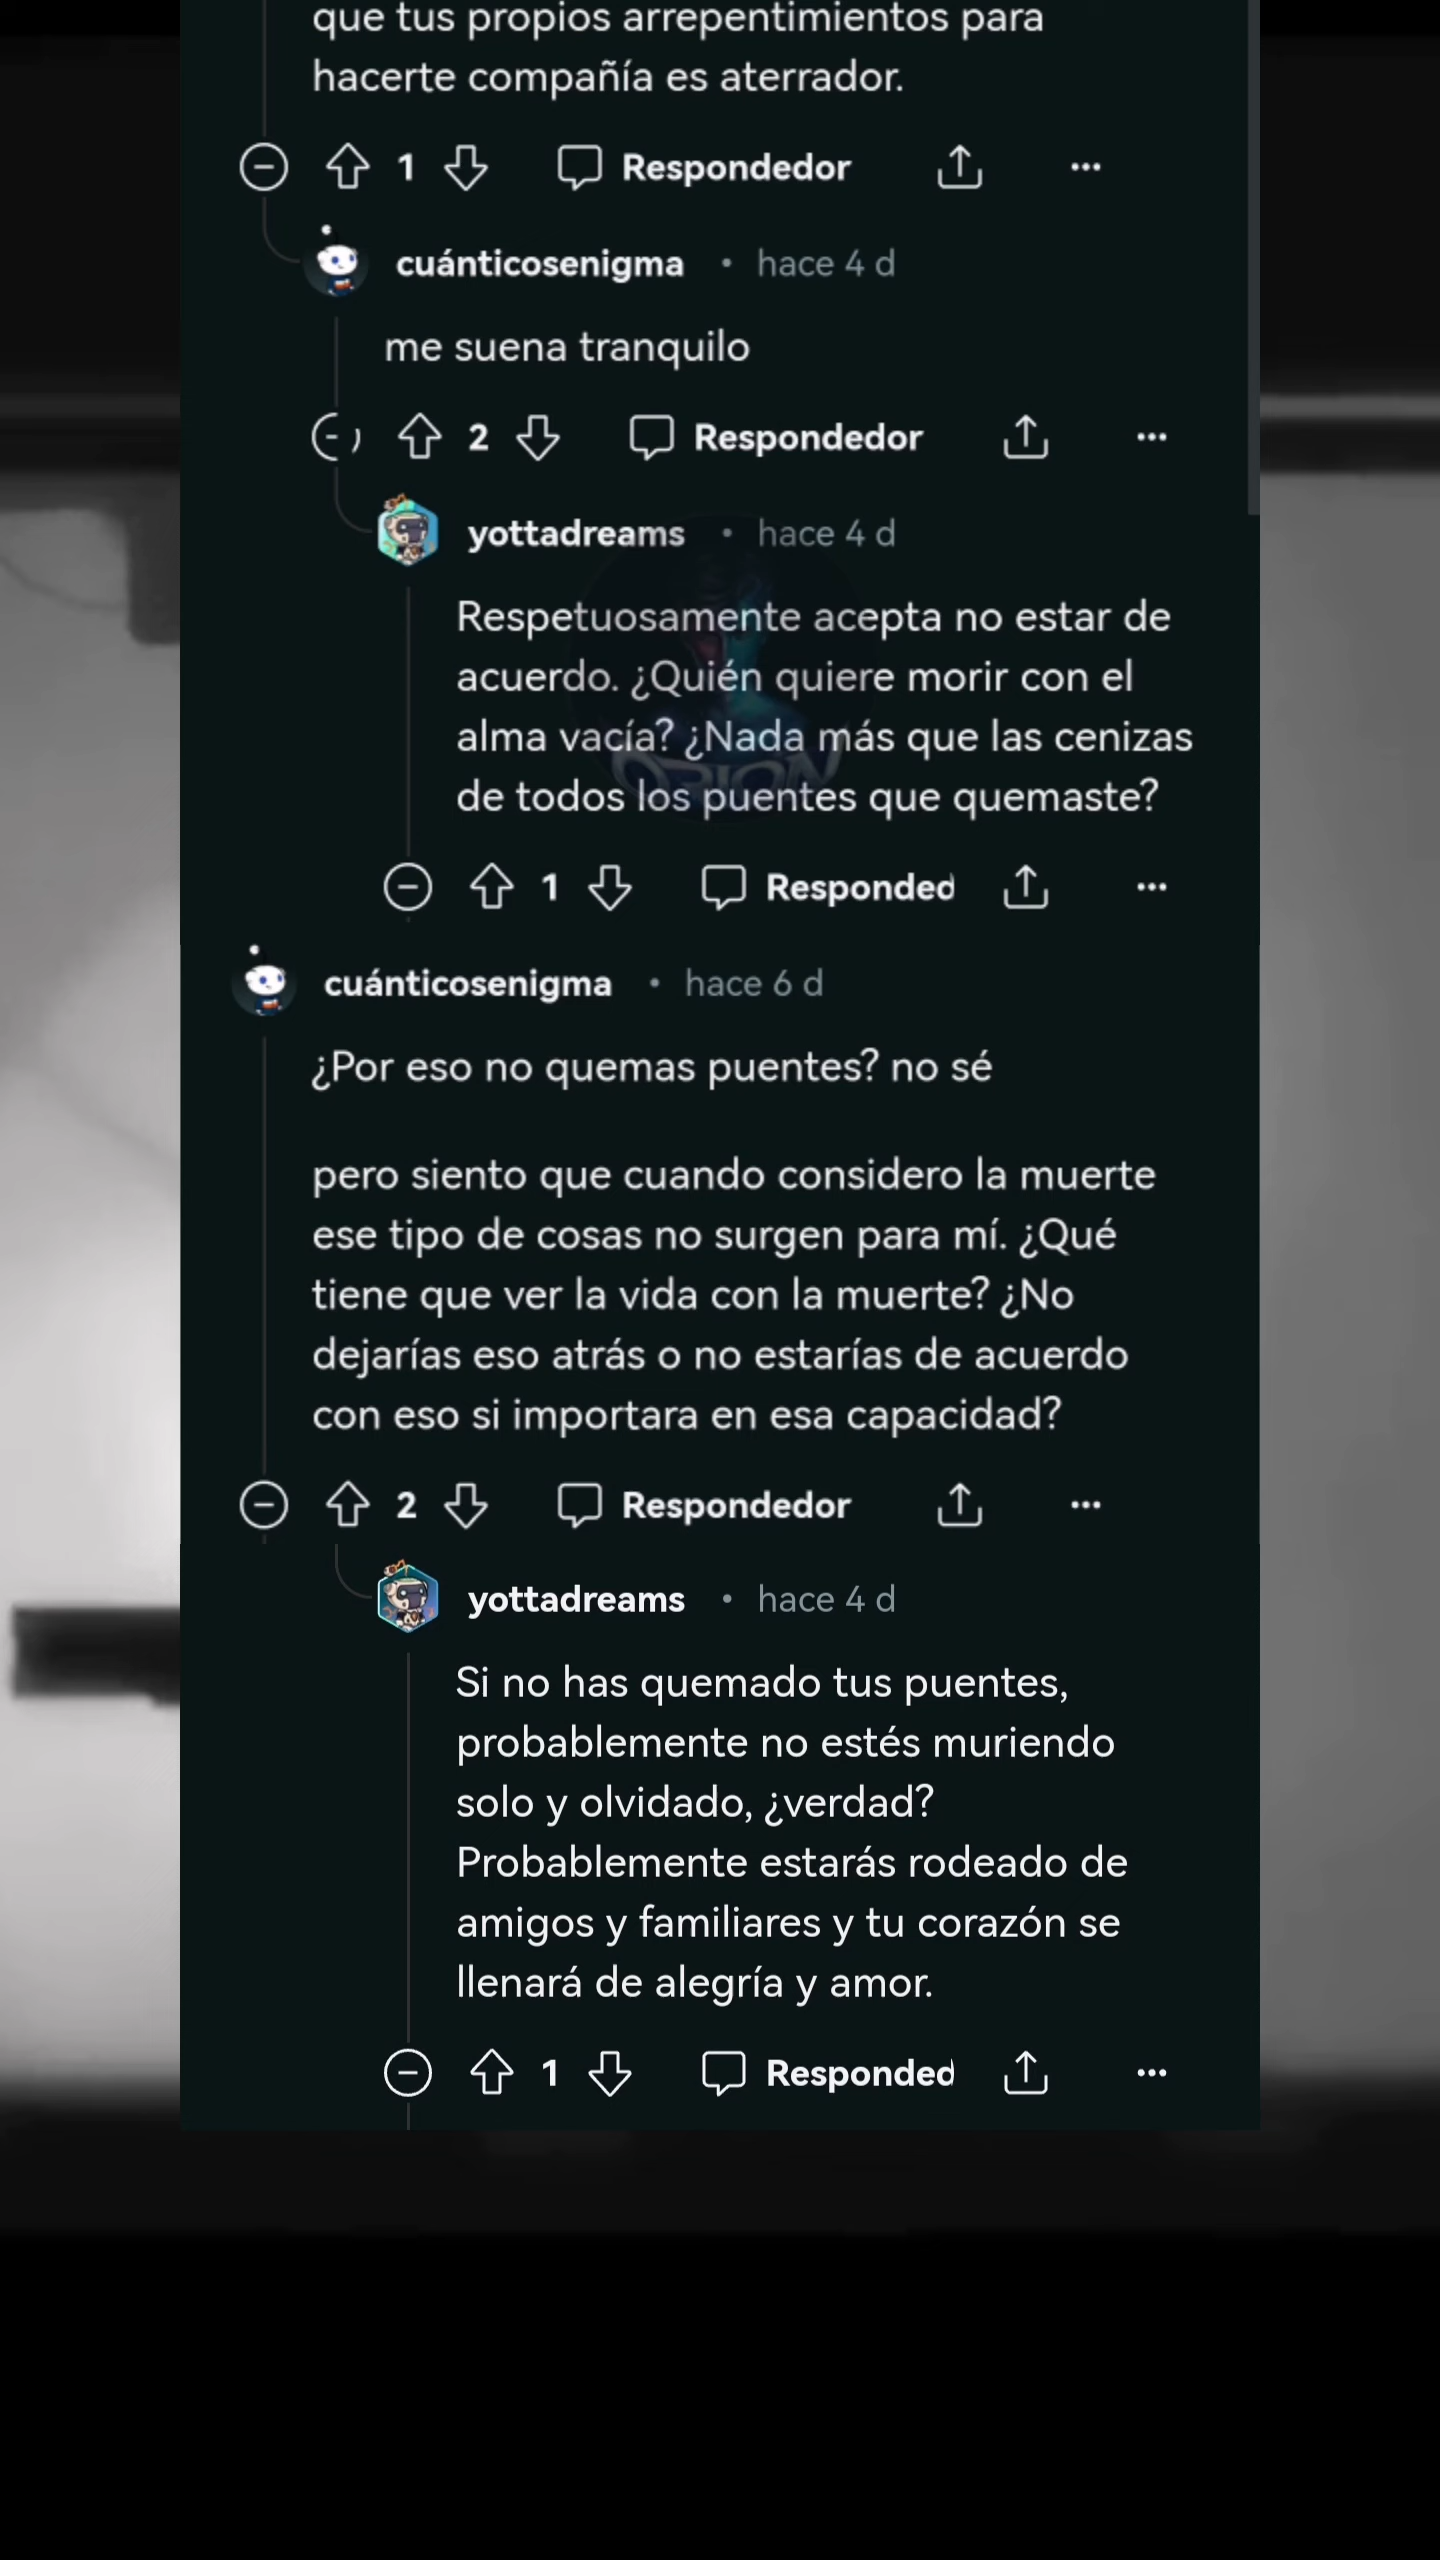 que tus propios arrepentimientos para
hacerte compañía es aterrador.
1 Respondedor
cuánticosenigma • hace 4 d
me suena tranquilo
2 Respondedor
yottadreams • hace 4 d
Respetuosamente acepta no estar de
acuerdo. ¿Quién quiere morir con el
alma vacía? ¿Nada más que las cenizas
de todos los puentes que quemaste?
ORION
1 Responded
cuánticosenigma • hace 6 d
¿Por eso no quemas puentes? no sé
pero siento que cuando considero la muerte
ese tipo de cosas no surgen para mí. ¿Qué
tiene que ver la vida con la muerte? ¿No
dejarías eso atrás o no estarías de acuerdo
con eso si importara en esa capacidad?
2 Respondedor
yottadreams • hace 4 d
Si no has quemado tus puentes,
probablemente no estés muriendo
solo y olvidado, ¿verdad?
Probablemente estarás rodeado de
amigos y familiares y tu corazón se
llenará de alegría y amor.
1 Responded